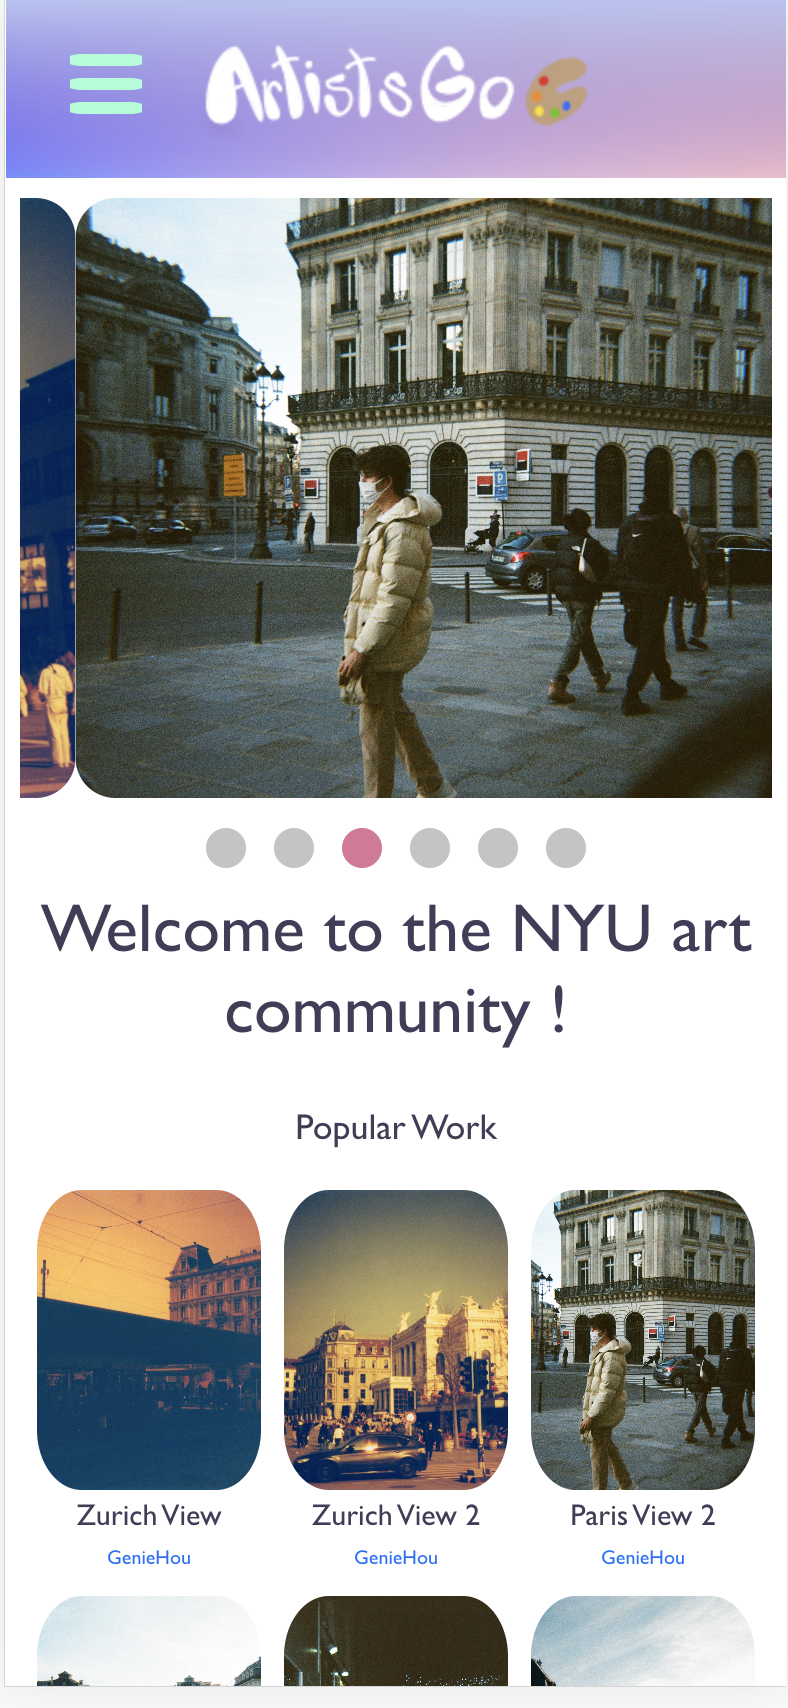 ArtistsGo
Welcome to the NYU art
community !
Popular Work
Zurich View
Zurich View 2
Paris View 2
GenieHou
GenieHou
GenieHou